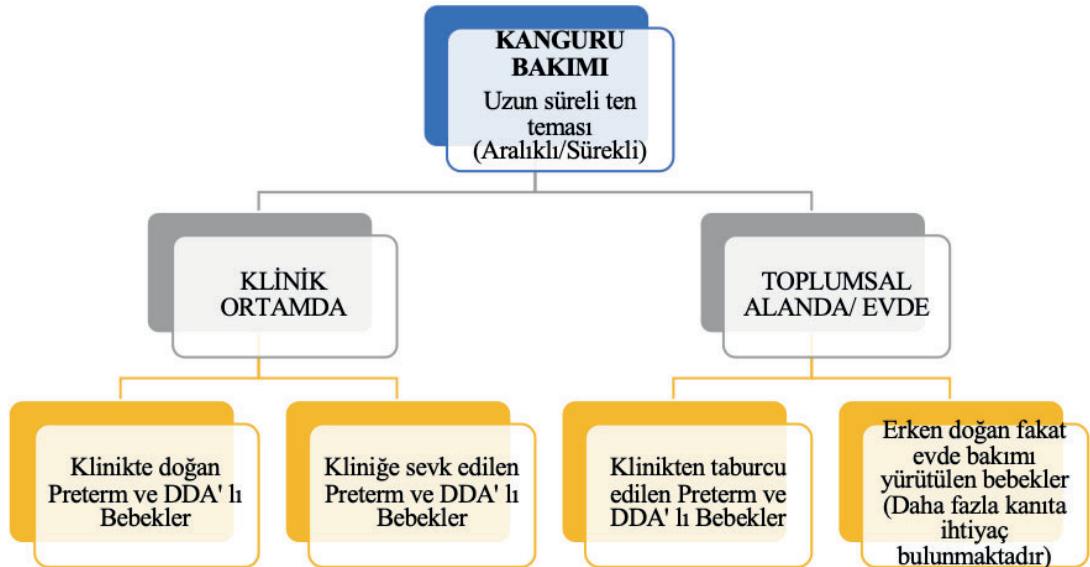 KANGURU
BAKIMI
Uzun süreli ten
teması
(Aralıklı/Sürekli)
KLİNİK
ORTAMDA
TOPLUMSAL
ALANDA/ EVDE
Klinikte doğan
Preterm ve DDA' lı
Bebekler
Kliniğe sevk edilen
Preterm ve DDA' lı
Bebekler
Klinikten taburcu
edilen Preterm ve
DDA' lı Bebekler
Erken doğan fakat
evde bakımı
yürütülen bebekler
(Daha fazla kanıta
ihtiyaç
bulunmaktadır)